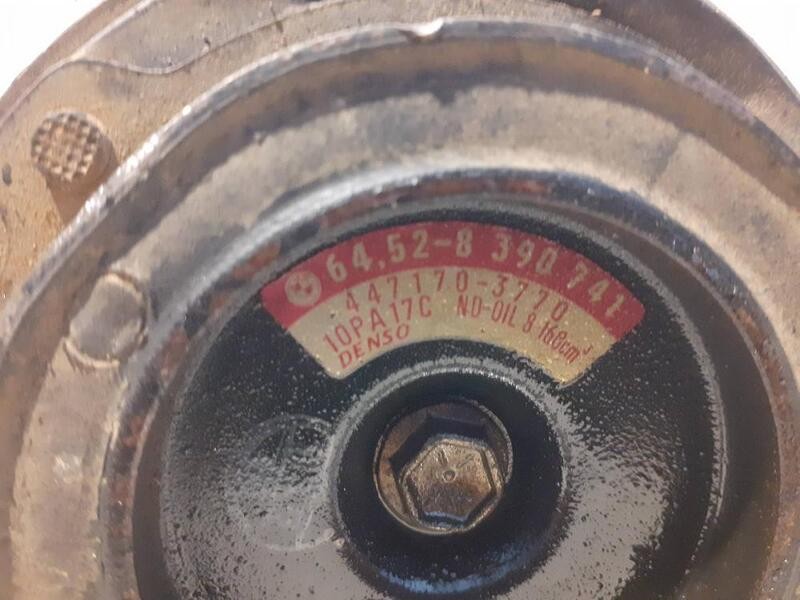 64.52-8 390 741
447170-3770
10PA17C ND-OIL 8 160cm³
DENSO